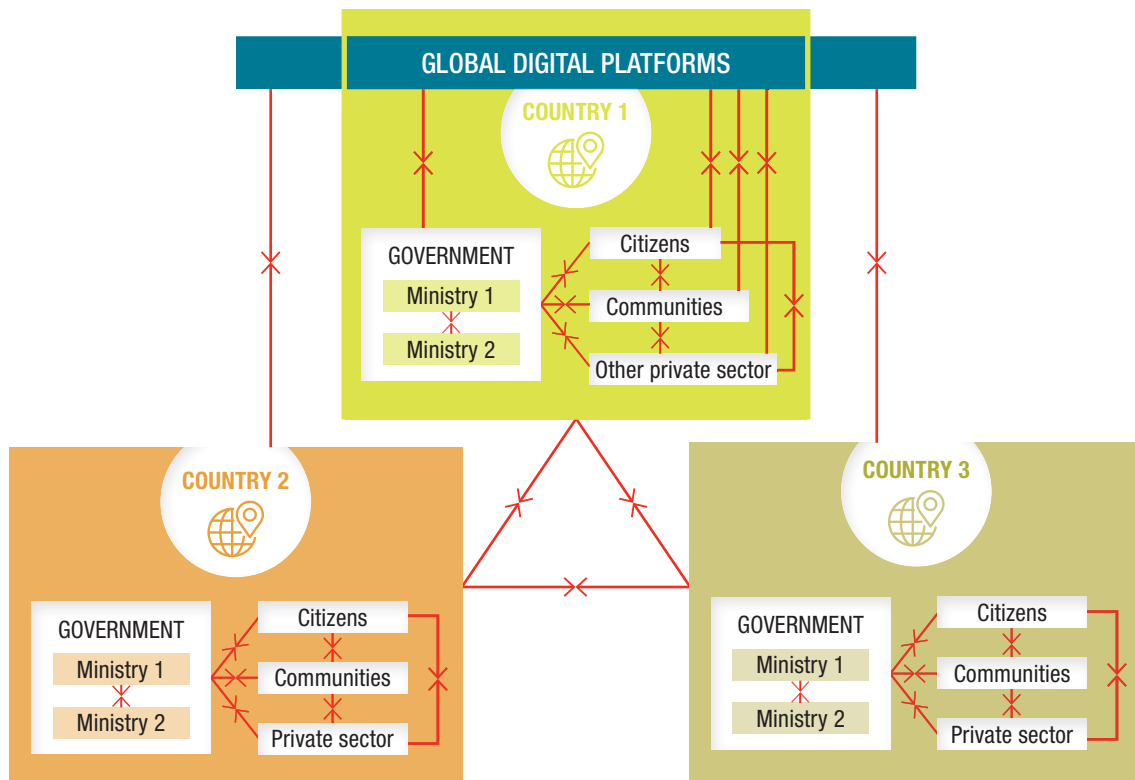 GLOBAL DIGITAL PLATFORMS
COUNTRY 1
GOVERNMENT
Ministry 1
Ministry 2
Citizens
Communities
Other private sector
COUNTRY 2
GOVERNMENT
Ministry 1
Ministry 2
Citizens
Communities
Private sector
COUNTRY 3
GOVERNMENT
Ministry 1
Ministry 2
Citizens
Communities
Private sector